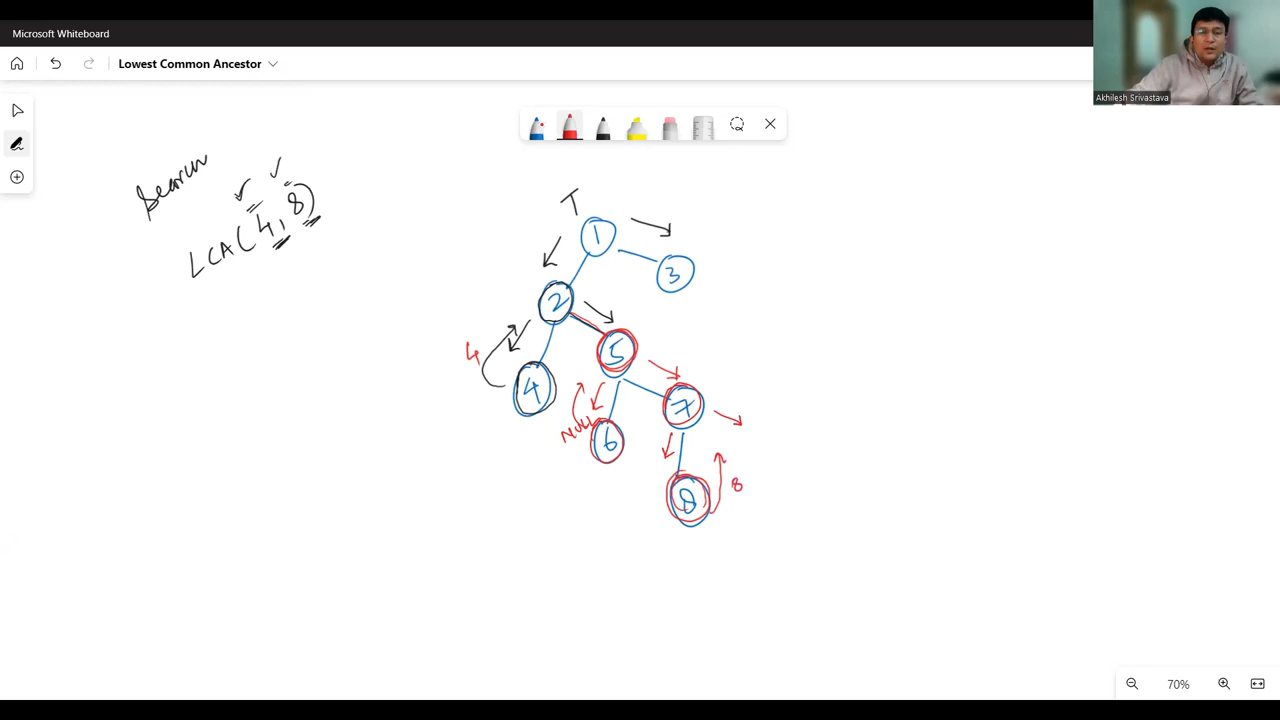 Microsoft Whiteboard
Lowest Common Ancestor
Akhilesh Srivastava
Search
LCA(4,8)
T
1
3
2
5
4
4
7
NULL
6
8
8
70%